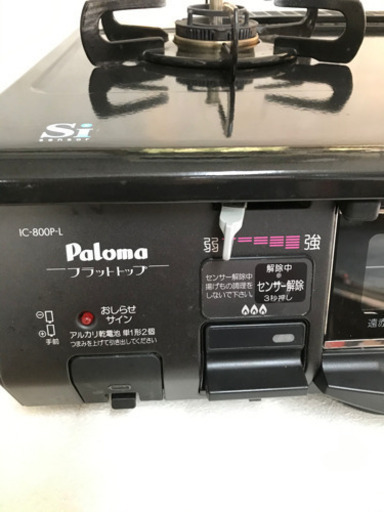 Si
sensor
IC-800P-L
Paloma
フラットトップ
弱 強
解除中
センサー解除
3秒押し
センサー解除中
揚げもの調理を
しないで下さい。
おしらせ
サイン
手前
アルカリ乾電池 単1形2個
つまみを上げて引き出してください